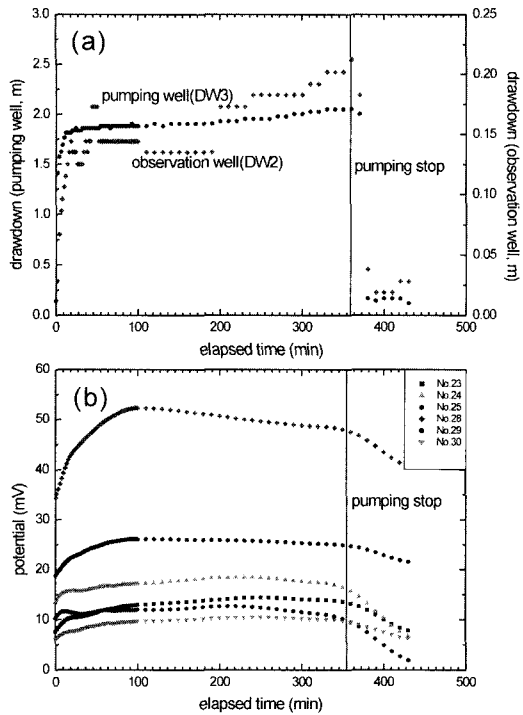 (a)
3.0
2.5
2.0
1.5
1.0
0.5
0.0
drawdown (pumping well, m)
0.25
0.20
0.15
0.10
0.05
0.00
drawdown (observation well, m)
pumping well(DW3)
observation well(DW2)
pumping stop
0
100
200
300
400
500
elapsed time (min)
(b)
60
50
40
30
20
10
0
potential (mV)
No.23
No.24
No.25
No.28
No.29
No.30
pumping stop
0
100
200
300
400
500
elapsed time (min)